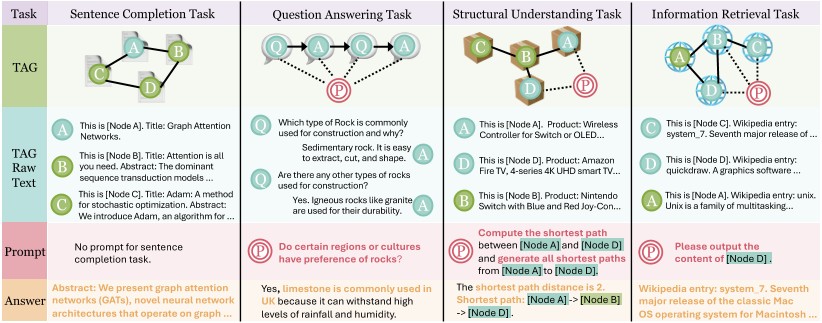 Task
Sentence Completion Task
Question Answering Task
Structural Understanding Task
Information Retrieval Task
TAG
A
B
C
D
Q
A
Q
A
P
C
B
A
D
P
B
C
A
D
P
TAG
Raw
Text
A
This is [Node A]. Title: Graph Attention
Networks.
B
This is [Node B]. Title: Attention is all
you need. Abstract: The dominant
sequence transduction models ...
C
This is [Node C]. Title: Adam: A method
for stochastic optimization. Abstract:
We introduce Adam, an algorithm for ...
Q
Which type of Rock is commonly
used for construction and why?
Sedimentary rock. It is easy
to extract, cut, and shape.
A
Q
Are there any other types of rocks
used for construction?
Yes. Igneous rocks like granite
are used for their durability.
A
A
This is [Node A]. Product: Wireless
Controller for Switch or OLED...
D
This is [Node D]. Product: Amazon
Fire TV, 4-series 4K UHD smart TV...
B
This is [Node B]. Product: Nintendo
Switch with Blue and Red Joy-Con...
C
This is [Node C]. Wikipedia entry:
system_7. Seventh major release of ...
D
This is [Node D]. Wikipedia entry:
quickdraw. A graphics software ...
A
This is [Node A]. Wikipedia entry: unix.
Unix is a family of multitasking...
Prompt
No prompt for sentence
completion task.
P
Do certain regions or cultures
have preference of rocks?
P
Compute the shortest path
between [Node A] and [Node D]
and generate all shortest paths
from [Node A] to [Node D].
P
Please output the
content of [Node D] .
Answer
Abstract: We present graph attention
networks (GATs), novel neural network
architectures that operate on graph ...
Yes, limestone is commonly used in
UK because it can withstand high
levels of rainfall and humidity.
The shortest path distance is 2.
Shortest path: [Node A] -> [Node B]
-> [Node D].
Wikipedia entry: system_7. Seventh
major release of the classic Mac
OS operating system for Macintosh ...